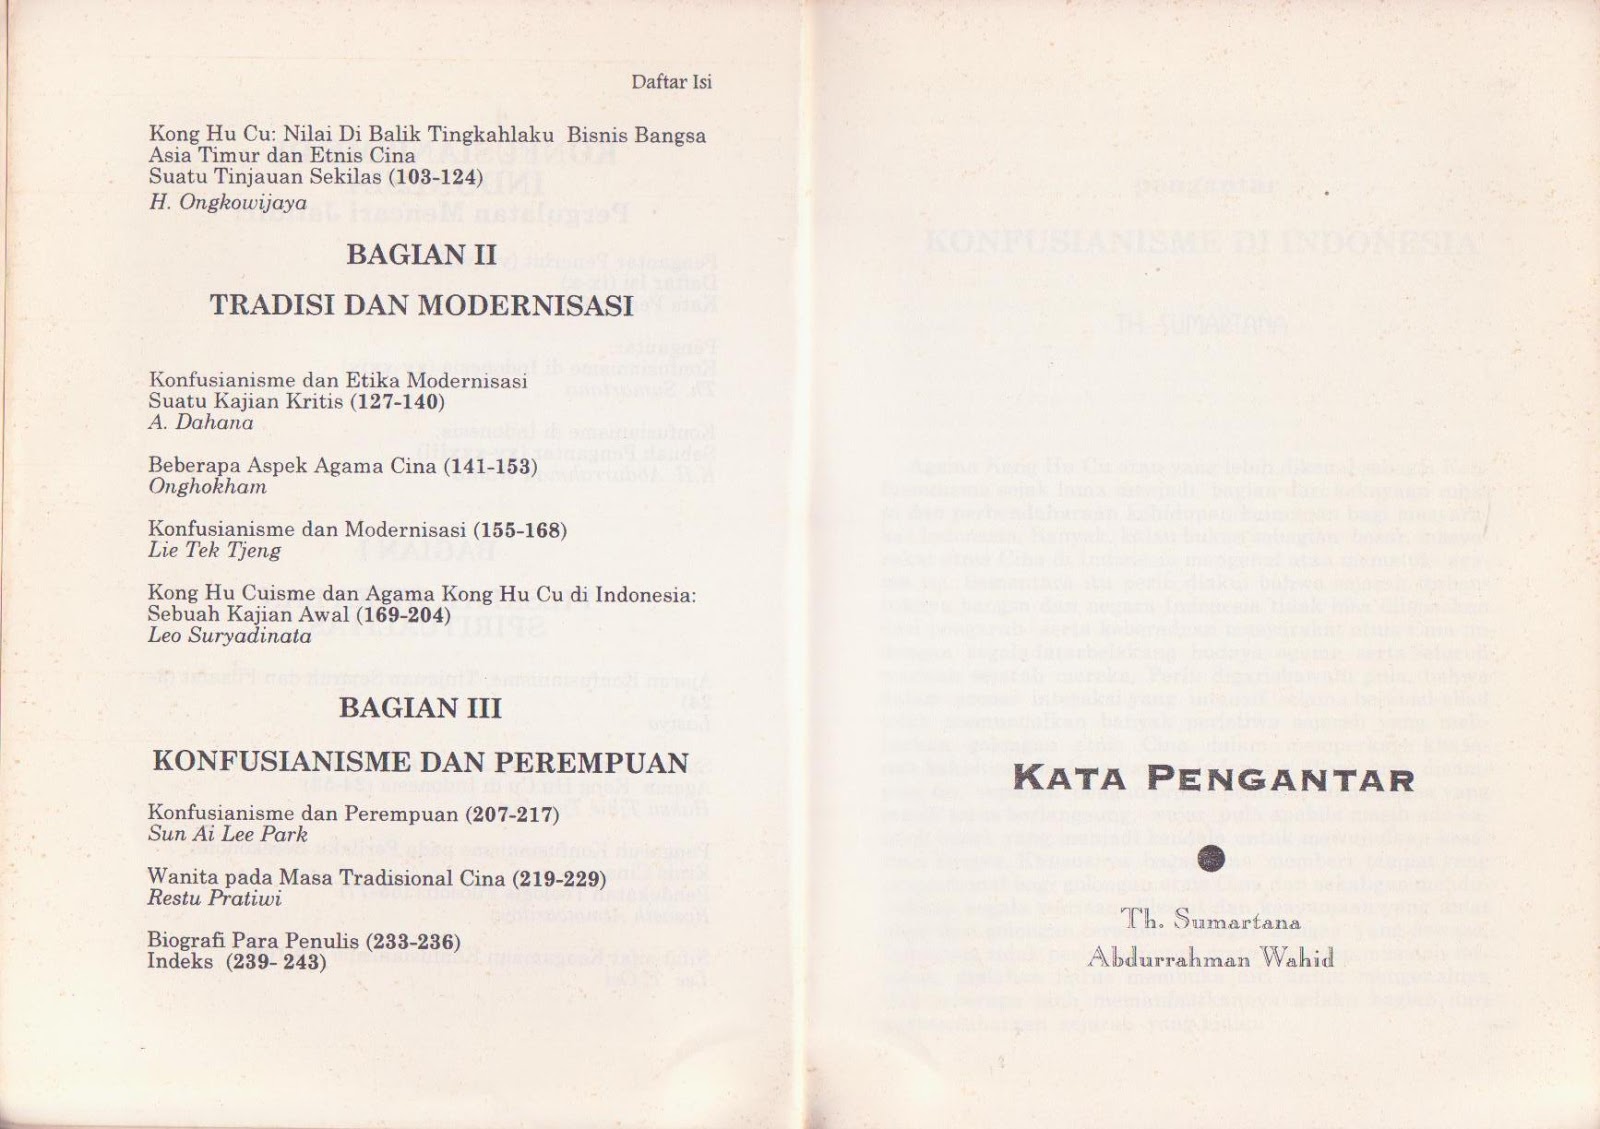 Daftar Isi
Kong Hu Cu: Nilai Di Balik Tingkahlaku Bisnis Bangsa
Asia Timur dan Etnis Cina
Suatu Tinjauan Sekilas (103-124)
H. Ongkowijaya
BAGIAN II
TRADISI DAN MODERNISASI
Konfusianisme dan Etika Modernisasi
Suatu Kajian Kritis (127-140)
A. Dahana
Beberapa Aspek Agama Cina (141-153)
Onghokham
Konfusianisme dan Modernisasi (155-168)
Lie Tek Tjeng
Kong Hu Cuisme dan Agama Kong Hu Cu di Indonesia:
Sebuah Kajian Awal (169-204)
Leo Suryadinata
BAGIAN III
KONFUSIANISME DAN PEREMPUAN
Konfusianisme dan Perempuan (207-217)
Sun Ai Lee Park
Wanita pada Masa Tradisional Cina (219-229)
Restu Pratiwi
Biografi Para Penulis (233-236)
Indeks (239- 243)
KATA PENGANTAR
Th. Sumartana
Abdurrahman Wahid